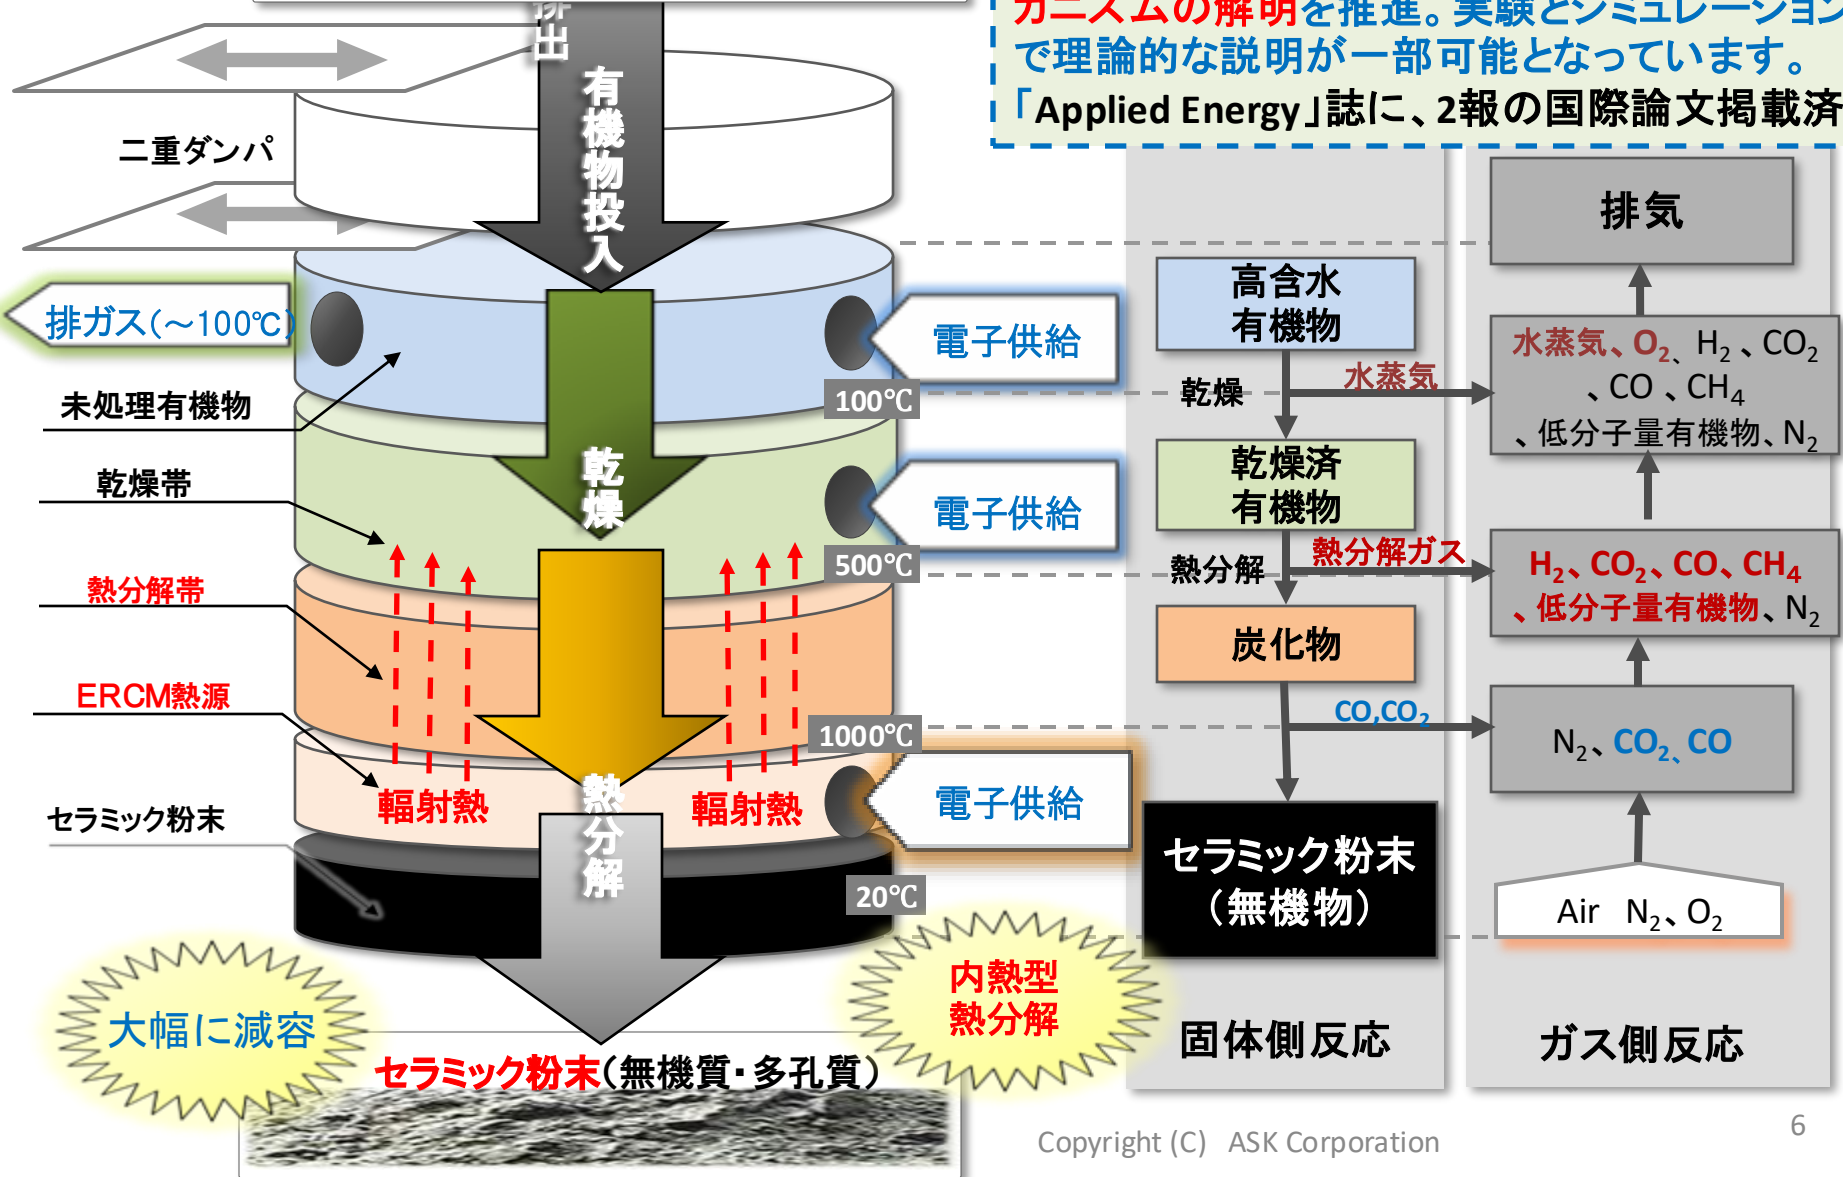 カニズムの解明を推進。実験とシミュレーション
で理論的な説明が一部可能となっています。
「Applied Energy」誌に、2報の国際論文掲載済
排出
有機物投入
二重ダンパ
排ガス(~100℃)
未処理有機物
乾燥帯
熱分解帯
ERCM熱源
セラミック粉末
乾燥
熱分解
輻射熱
輻射熱
電子供給
100℃
電子供給
500℃
1000℃
電子供給
20℃
大幅に減容
内熱型
熱分解
セラミック粉末(無機質・多孔質)
高含水
有機物
乾燥
水蒸気
乾燥済
有機物
熱分解
熱分解ガス
炭化物
CO,CO₂
セラミック粉末
(無機物)
固体側反応
排気
水蒸気、O₂、H₂、CO₂
、CO、CH₄
、低分子量有機物、N₂
H₂、CO₂、CO、CH₄
、低分子量有機物、N₂
N₂、CO₂、CO
Air N₂、O₂
ガス側反応
Copyright (C) ASK Corporation
6